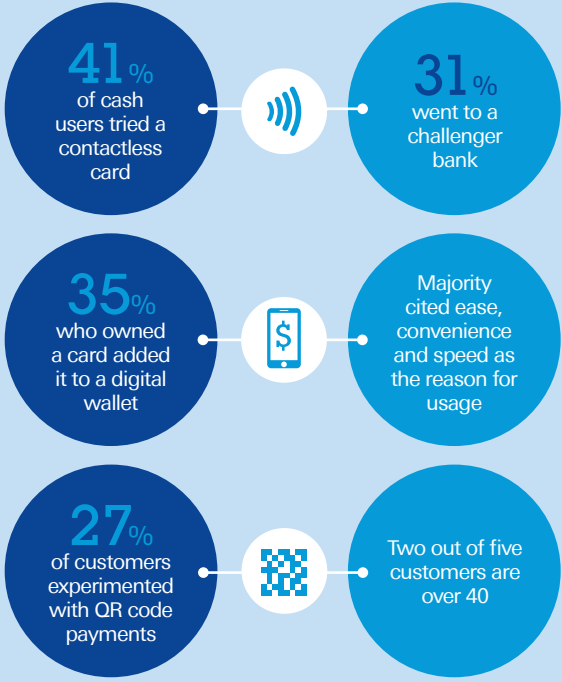 41%
of cash
users tried a
contactless
card
31%
went to a
challenger
bank
35%
who owned
a card added
it to a digital
wallet
$
Majority
cited ease,
convenience
and speed as
the reason for
usage
27%
of customers
experimented
with QR code
payments
Two out of five
customers are
over 40